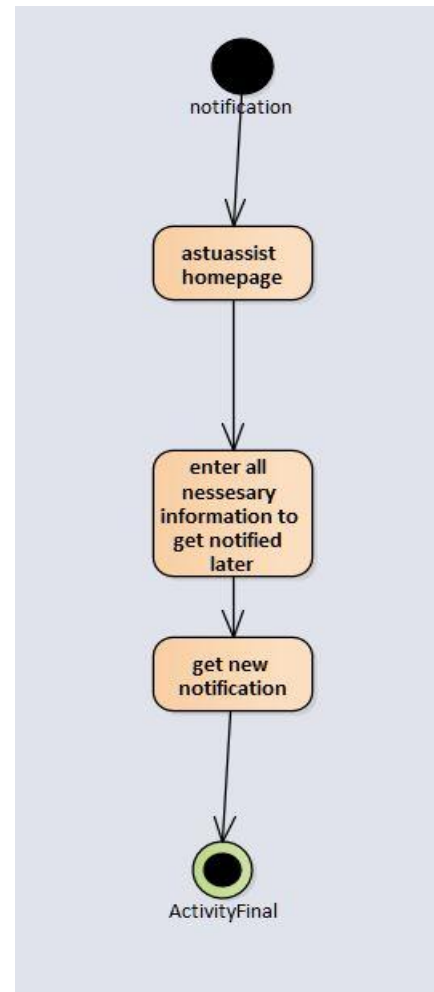 notification
astuassist
homepage
enter all
nessesary
information to
get notified
later
get new
notification
ActivityFinal